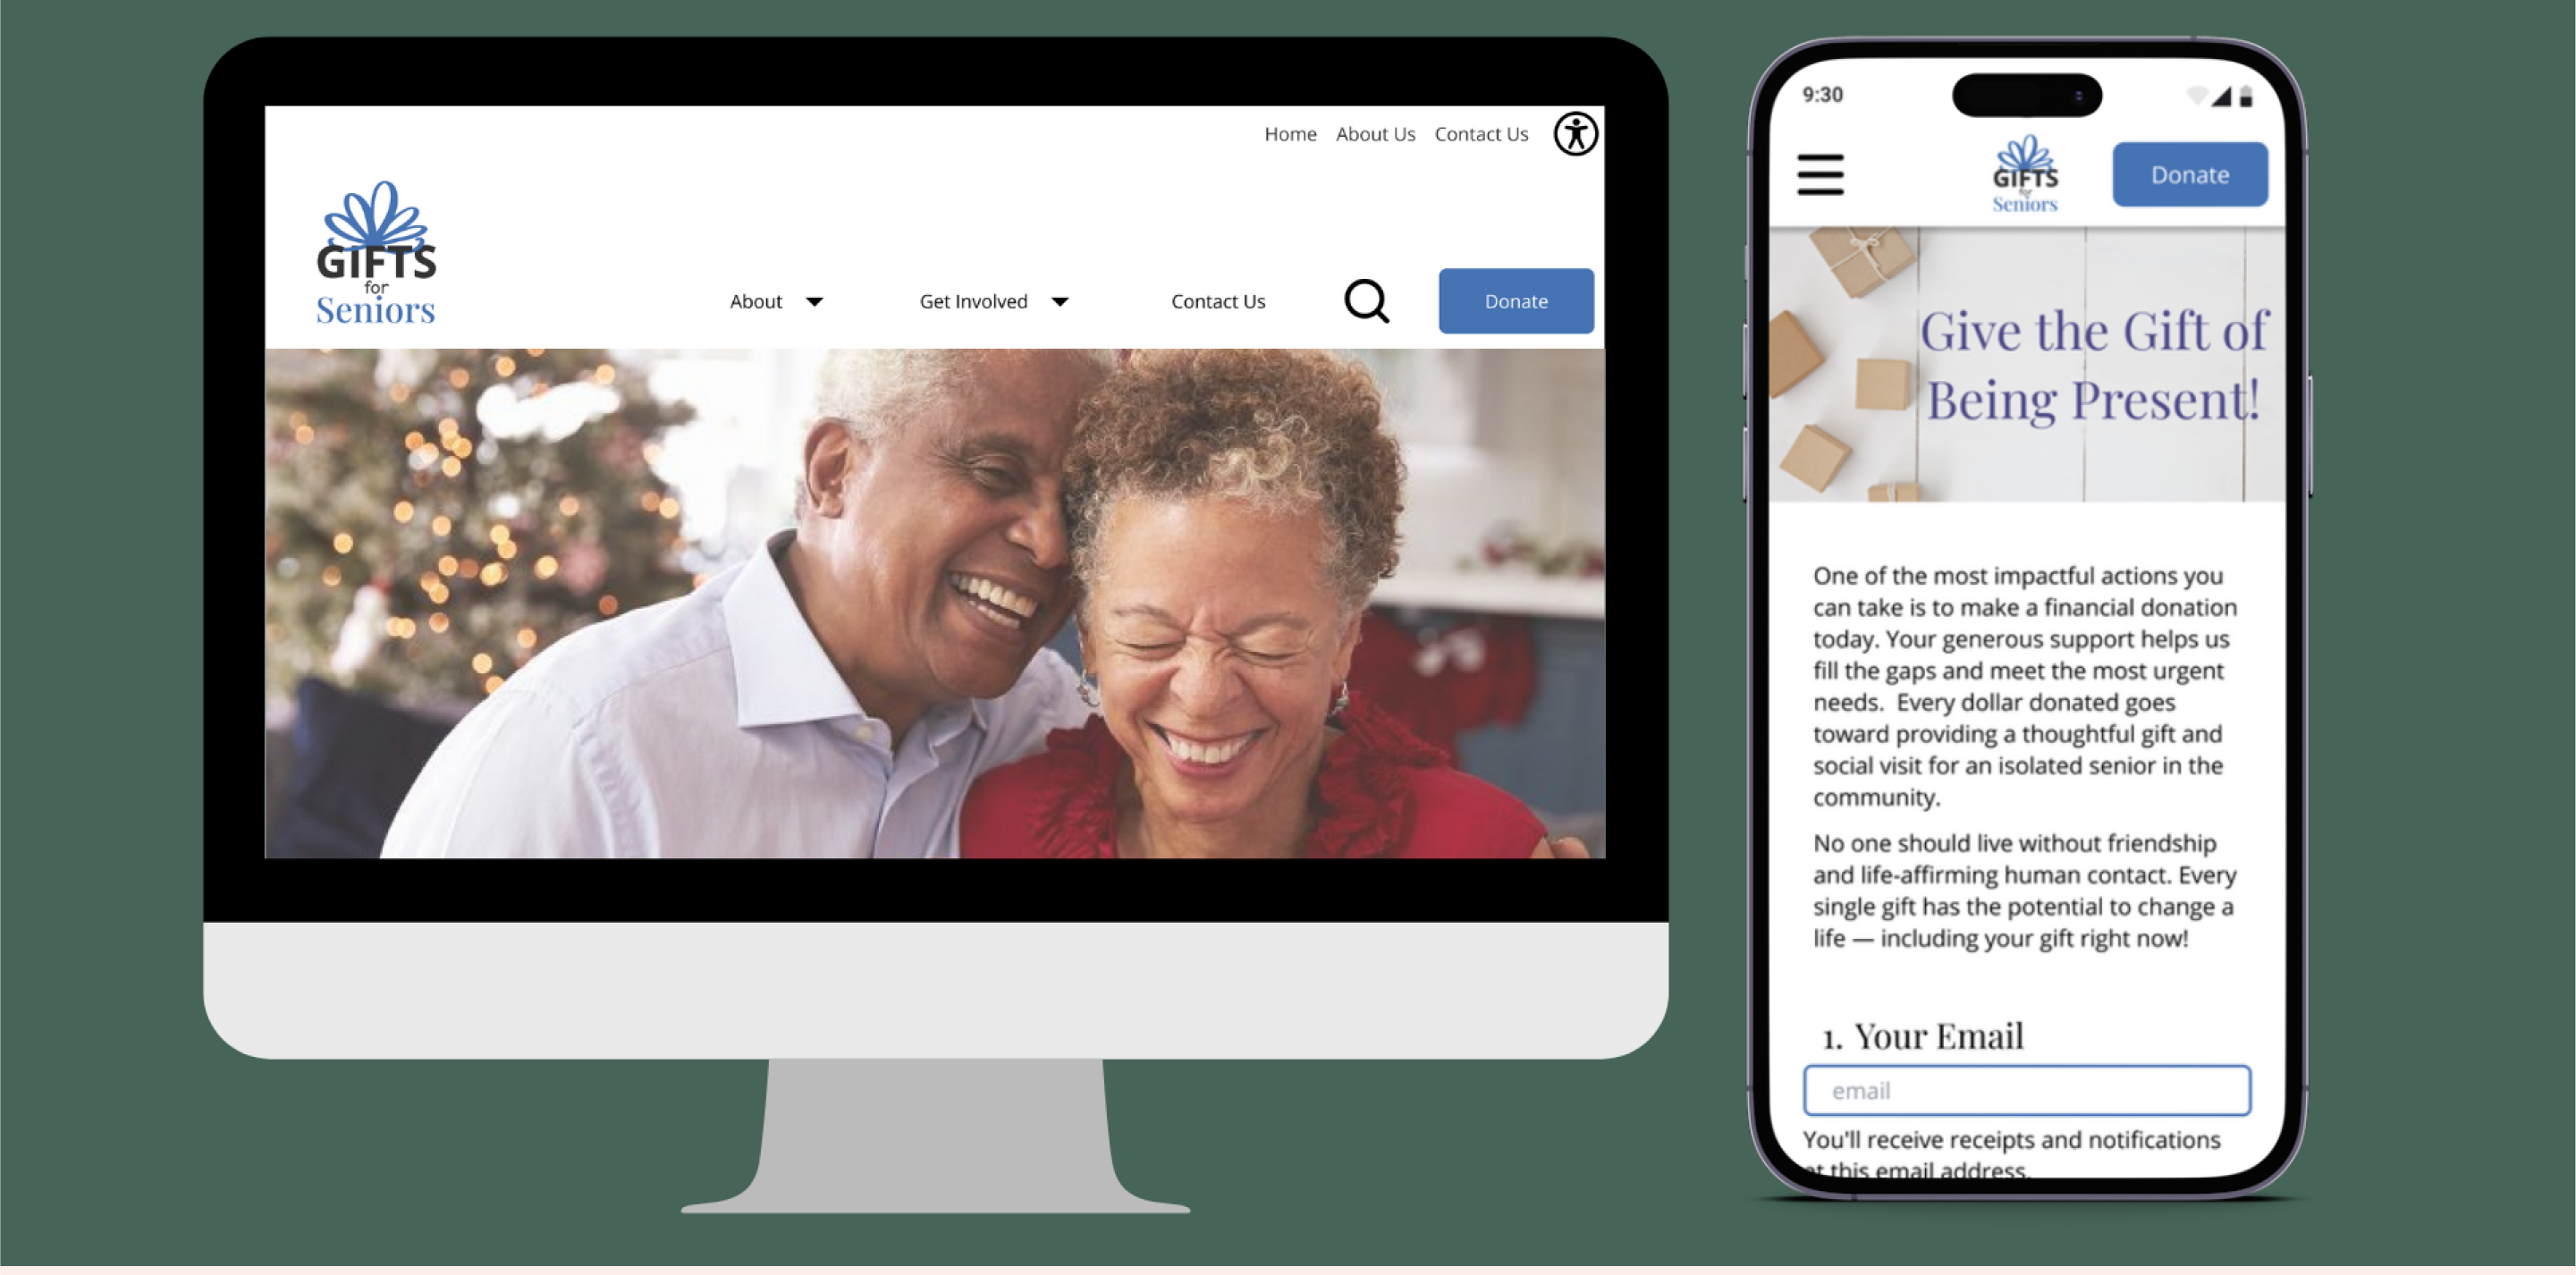 Home About Us Contact Us
GIFTS
for
Seniors
About Get Involved Contact Us Donate
9:30
GIFTS
for
Seniors
Donate
Give the Gift of
Being Present!
One of the most impactful actions you
can take is to make a financial donation
today. Your generous support helps us
fill the gaps and meet the most urgent
needs.  Every dollar donated goes
toward providing a thoughtful gift and
social visit for an isolated senior in the
community.
No one should live without friendship
and life-affirming human contact. Every
single gift has the potential to change a
life — including your gift right now!
1. Your Email
email
You'll receive receipts and notifications
at this email address.